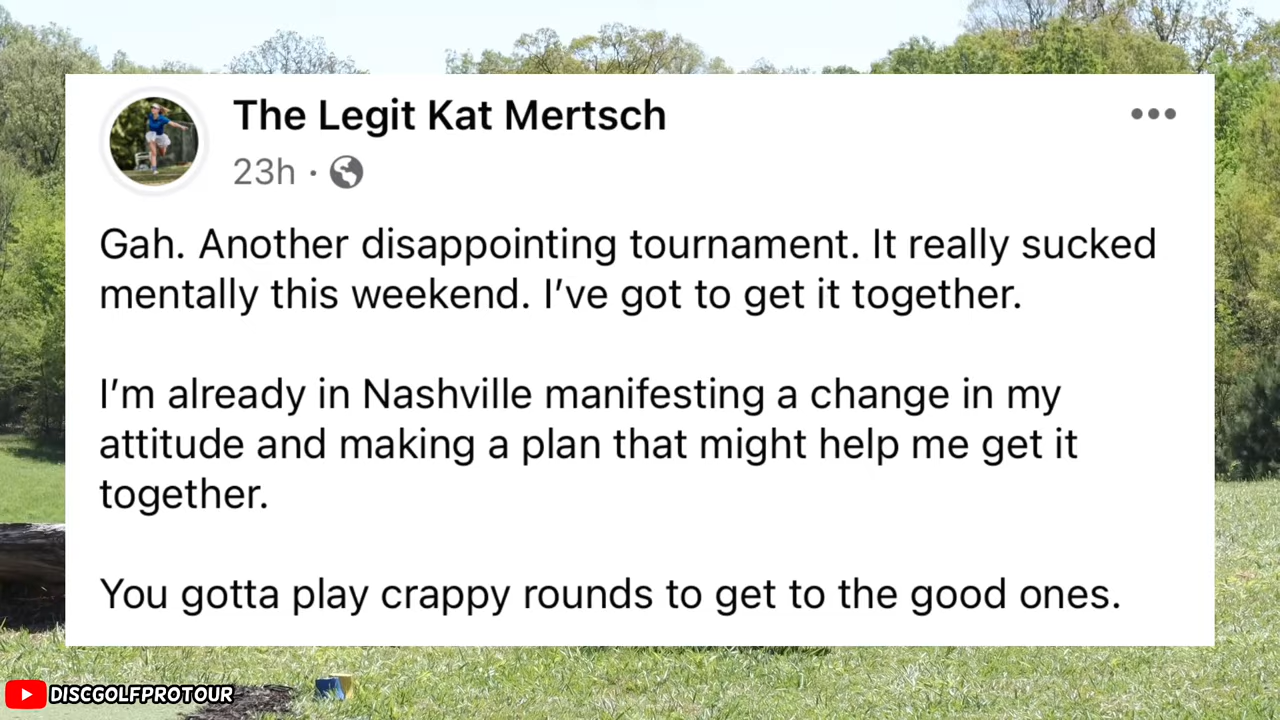 The Legit Kat Mertsch
23h ·
Gah. Another disappointing tournament. It really sucked
mentally this weekend. I’ve got to get it together.
I’m already in Nashville manifesting a change in my
attitude and making a plan that might help me get it
together.
You gotta play crappy rounds to get to the good ones.
DISCGOLFPROTOUR